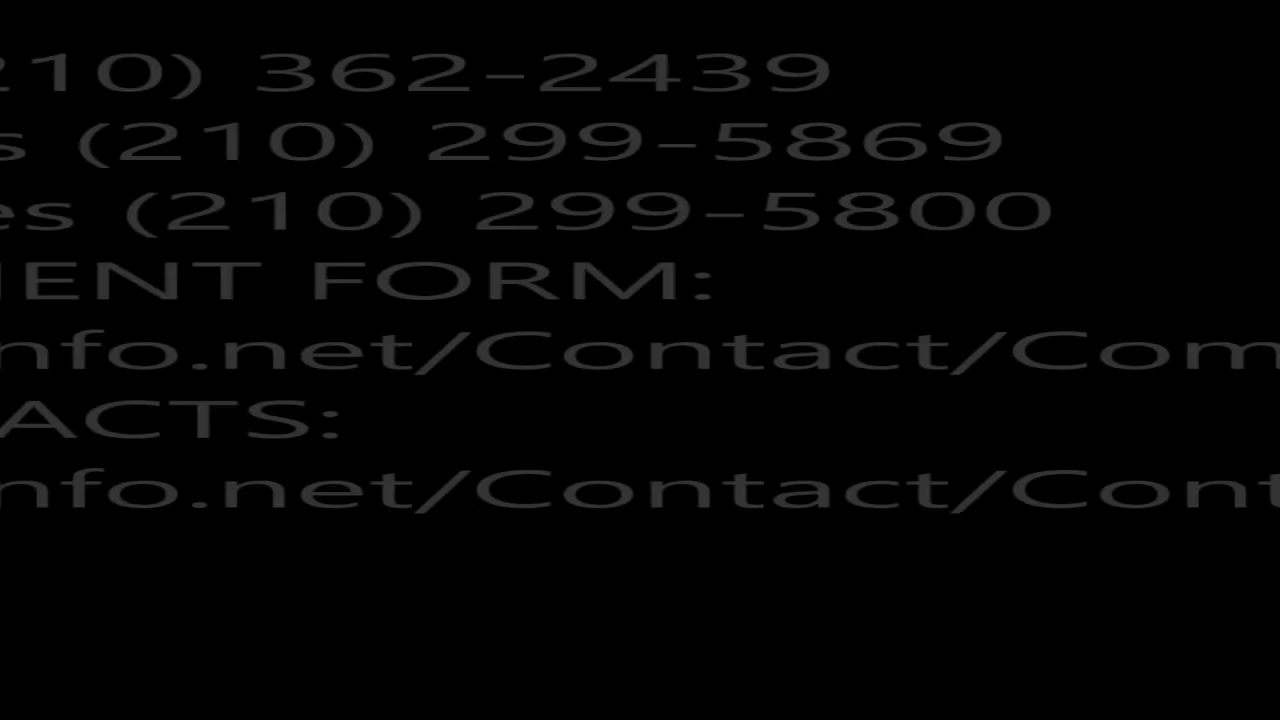 210) 362-2439
s (210) 299-5869
es (210) 299-5800
ENT FORM:
nfo.net/Contact/Com
ACTS:
nfo.net/Contact/Cont